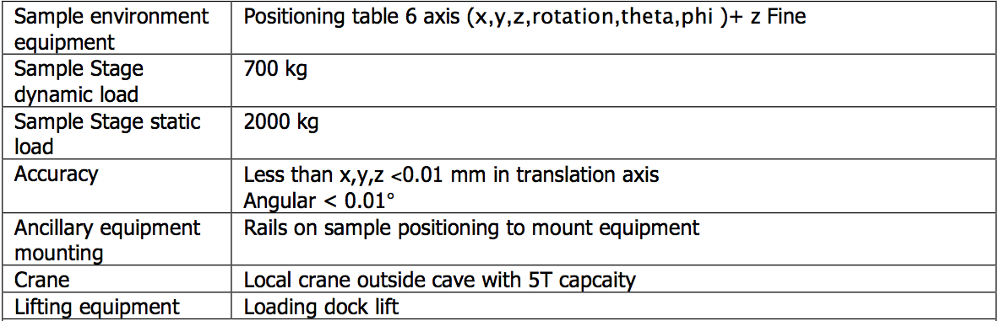 Sample environment
equipment
Positioning table 6 axis (x,y,z,rotation,theta,phi )+ z Fine
Sample Stage
dynamic load
700 kg
Sample Stage static
load
2000 kg
Accuracy
Less than x,y,z <0.01 mm in translation axis
Angular < 0.01°
Ancillary equipment
mounting
Rails on sample positioning to mount equipment
Crane
Local crane outside cave with 5T capcaity
Lifting equipment
Loading dock lift